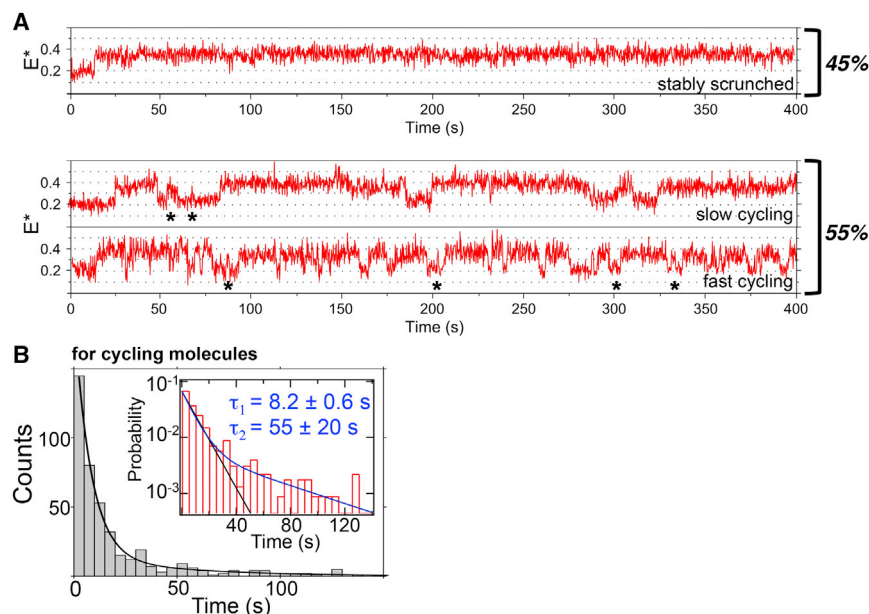 A
E*
0.4
0.2
stably scrunched
45%
0 50 100 150 200 250 300 350 400
Time (s)
E*
0.4
0.2
slow cycling
* *
0.4
0.2
fast cycling
* * * *
55%
0 50 100 150 200 250 300 350 400
Time (s)
B
for cycling molecules
Counts
100
50
0 50 100
Time (s)
Probability
10-1
10-2
10-3
τ1 = 8.2 ± 0.6 s
τ2 = 55 ± 20 s
0 40 80 120
Time (s)